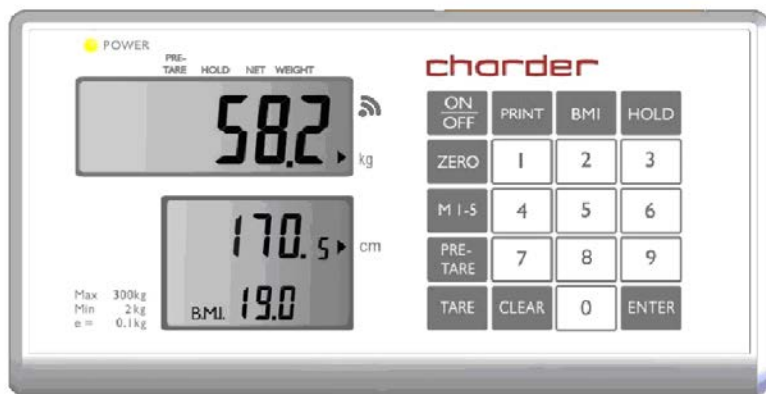 POWER
PRE-
TARE HOLD NET WEIGHT
58.2 kg
170.5 cm
B.M.I. 19.0
Max 300kg
Min 2kg
e = 0.1kg
charder
ON
OFF PRINT BMI HOLD
ZERO 1 2 3
M 1-5 4 5 6
PRE-
TARE 7 8 9
TARE CLEAR 0 ENTER